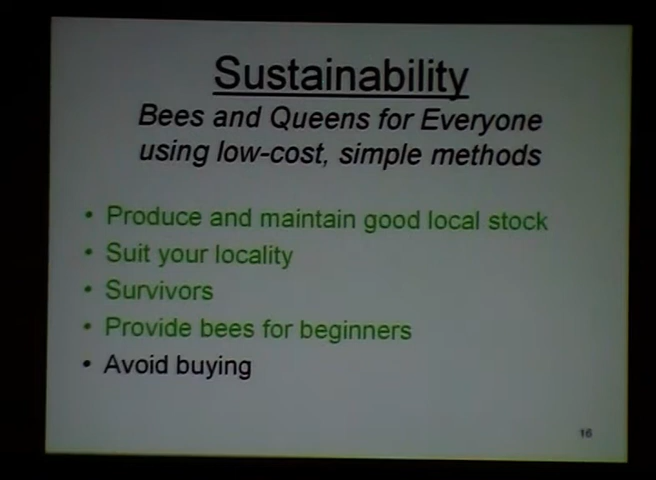 Sustainability
Bees and Queens for Everyone
using low-cost, simple methods
• Produce and maintain good local stock
• Suit your locality
• Survivors
• Provide bees for beginners
• Avoid buying
16